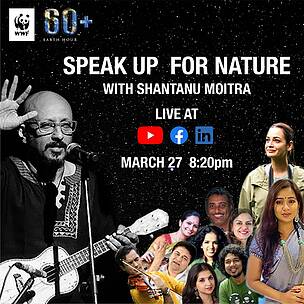 WWF
60+
EARTH HOUR
SPEAK UP FOR NATURE
WITH SHANTANU MOITRA
LIVE AT
MARCH 27 8:20pm